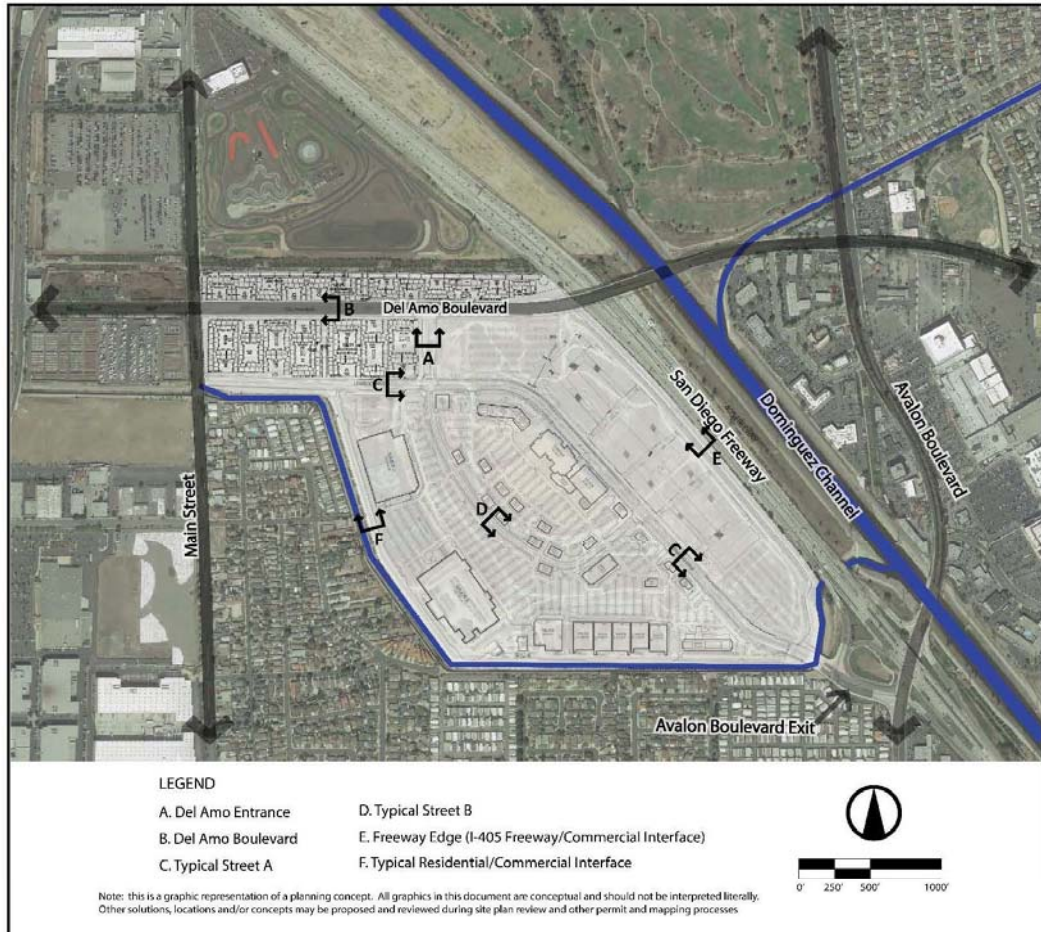 Del Amo Boulevard
B
A
C
San Diego Freeway
Dominguez Channel
Avalon Boulevard
E
D
Main Street
F
C
Avalon Boulevard Exit
LEGEND
A. Del Amo Entrance
B. Del Amo Boulevard
C. Typical Street A
D. Typical Street B
E. Freeway Edge (I-405 Freeway/Commercial Interface)
F. Typical Residential/Commercial Interface
0' 250' 500' 1000'
Note: this is a graphic representation of a planning concept. All graphics in this document are conceptual and should not be interpreted literally.
Other solutions, locations and/or concepts may be proposed and reviewed during site plan review and other permit and mapping processes